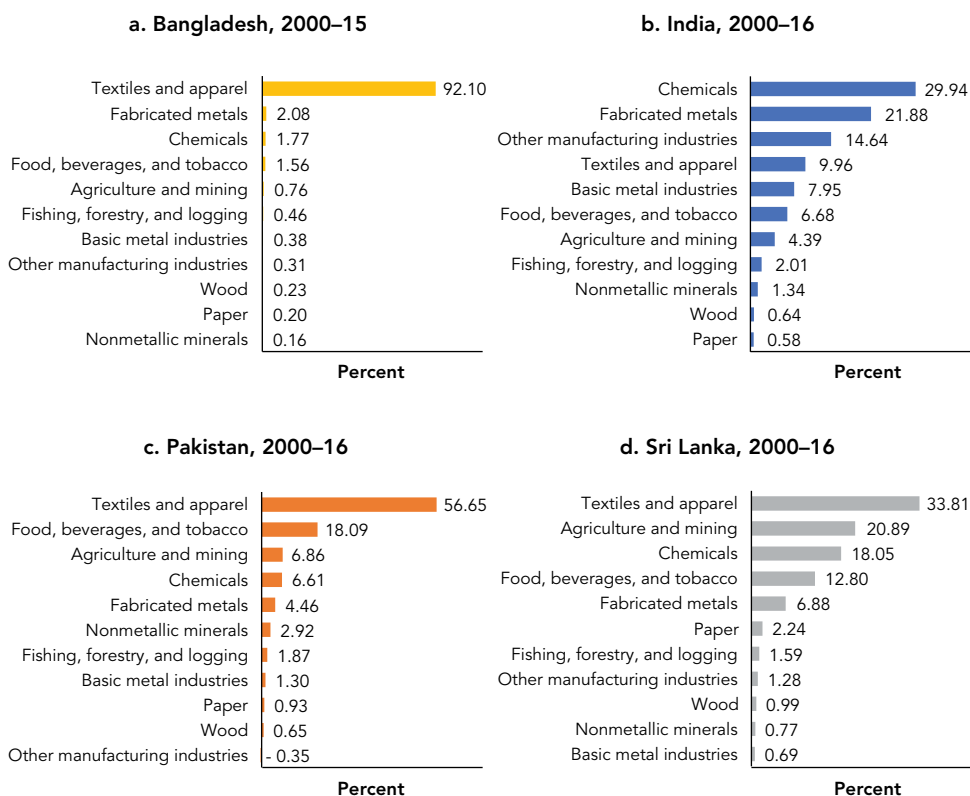 a. Bangladesh, 2000–15
Textiles and apparel 92.10
Fabricated metals 2.08
Chemicals 1.77
Food, beverages, and tobacco 1.56
Agriculture and mining 0.76
Fishing, forestry, and logging 0.46
Basic metal industries 0.38
Other manufacturing industries 0.31
Wood 0.23
Paper 0.20
Nonmetallic minerals 0.16
Percent
b. India, 2000–16
Chemicals 29.94
Fabricated metals 21.88
Other manufacturing industries 14.64
Textiles and apparel 9.96
Basic metal industries 7.95
Food, beverages, and tobacco 6.68
Agriculture and mining 4.39
Fishing, forestry, and logging 2.01
Nonmetallic minerals 1.34
Wood 0.64
Paper 0.58
Percent
c. Pakistan, 2000–16
Textiles and apparel 56.65
Food, beverages, and tobacco 18.09
Agriculture and mining 6.86
Chemicals 6.61
Fabricated metals 4.46
Nonmetallic minerals 2.92
Fishing, forestry, and logging 1.87
Basic metal industries 1.30
Paper 0.93
Wood 0.65
Other manufacturing industries - 0.35
Percent
d. Sri Lanka, 2000–16
Textiles and apparel 33.81
Agriculture and mining 20.89
Chemicals 18.05
Food, beverages, and tobacco 12.80
Fabricated metals 6.88
Paper 2.24
Fishing, forestry, and logging 1.59
Other manufacturing industries 1.28
Wood 0.99
Nonmetallic minerals 0.77
Basic metal industries 0.69
Percent